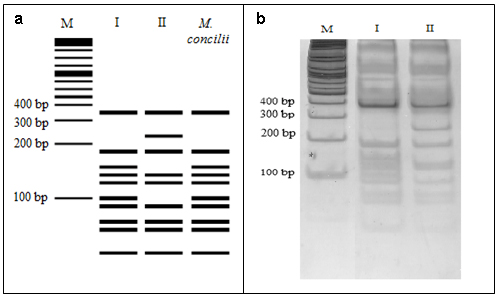 a
M I II M.
concilii
400 bp
300 bp
200 bp
100 bp
b
M I II
400 bp
300 bp
200 bp
100 bp